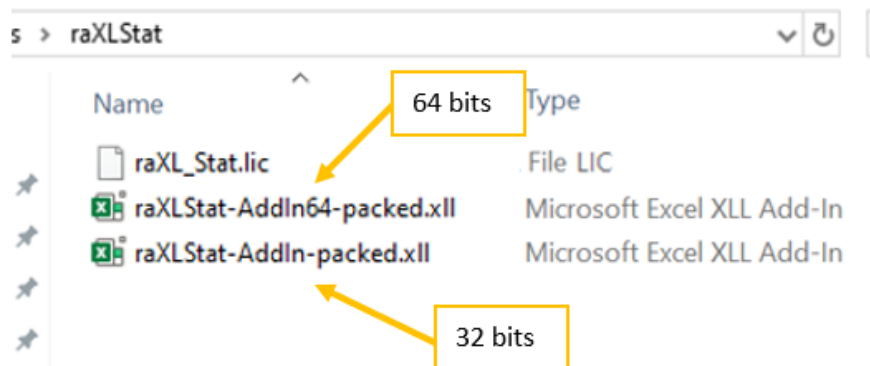 s > raXLStat
Name
64 bits
Type
raXL_Stat.lic
File LIC
raXLStat-AddIn64-packed.xll
Microsoft Excel XLL Add-In
raXLStat-AddIn-packed.xll
Microsoft Excel XLL Add-In
32 bits